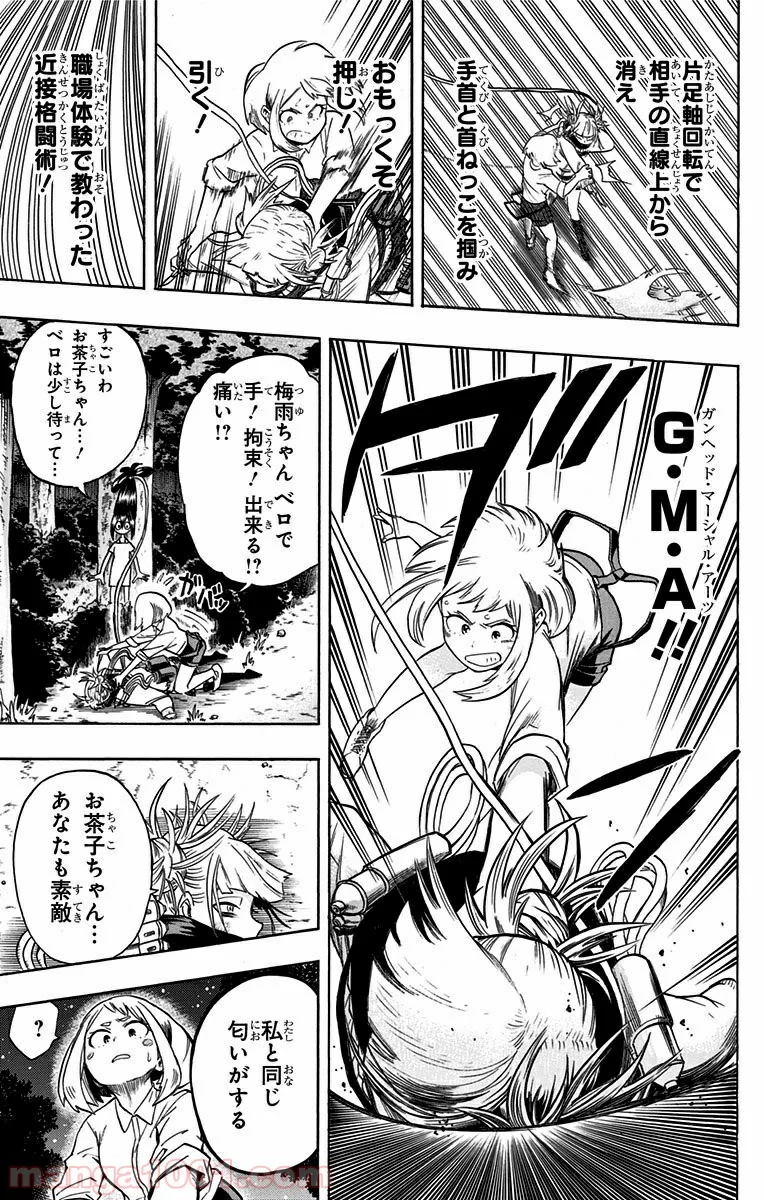 片足軸回転で
相手の直線上から
消え
手首と首ねっこを掴み
おもっくそ
押し！
引く！
職場体験で教わった
近接格闘術！
ガンヘッド・マーシャル・アーツ
G・M・A!!
ダン
梅雨ちゃん ベロで
手！ 拘束！ 出来る!?
痛い!?
すごいわ
お茶子ちゃん…
ベロは少し待って…
ガバッ
お茶子ちゃん…
あなたも素敵
私と同じ
匂いがする
？
manga1001.com